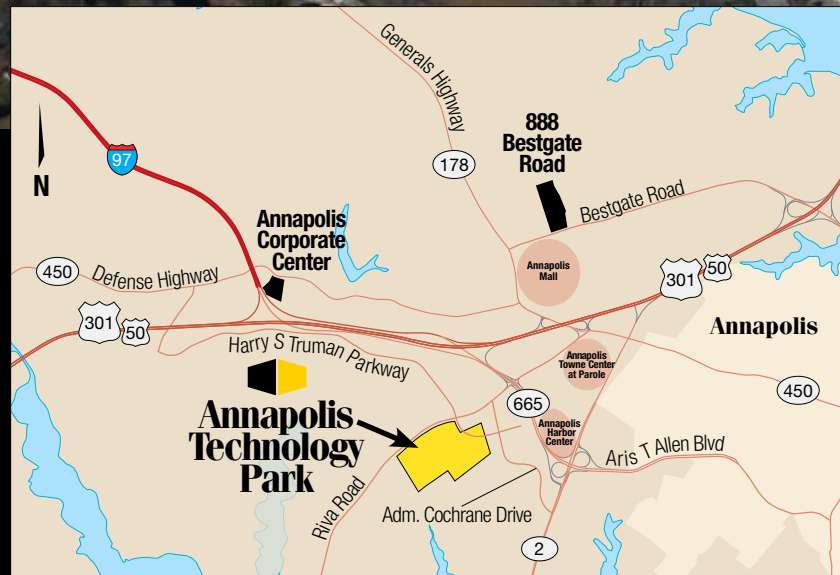 Generals Highway
888
Bestgate
Road
97
178
N
Bestgate Road
Annapolis
Corporate
Center
450
Defense Highway
Annapolis
Mall
301
50
301
50
Annapolis
Harry S Truman Parkway
Annapolis
Towne Center
at Parole
450
665
Annapolis
Technology
Park
Annapolis
Harbor
Center
Aris T Allen Blvd
Riva Road
Adm. Cochrane Drive
2